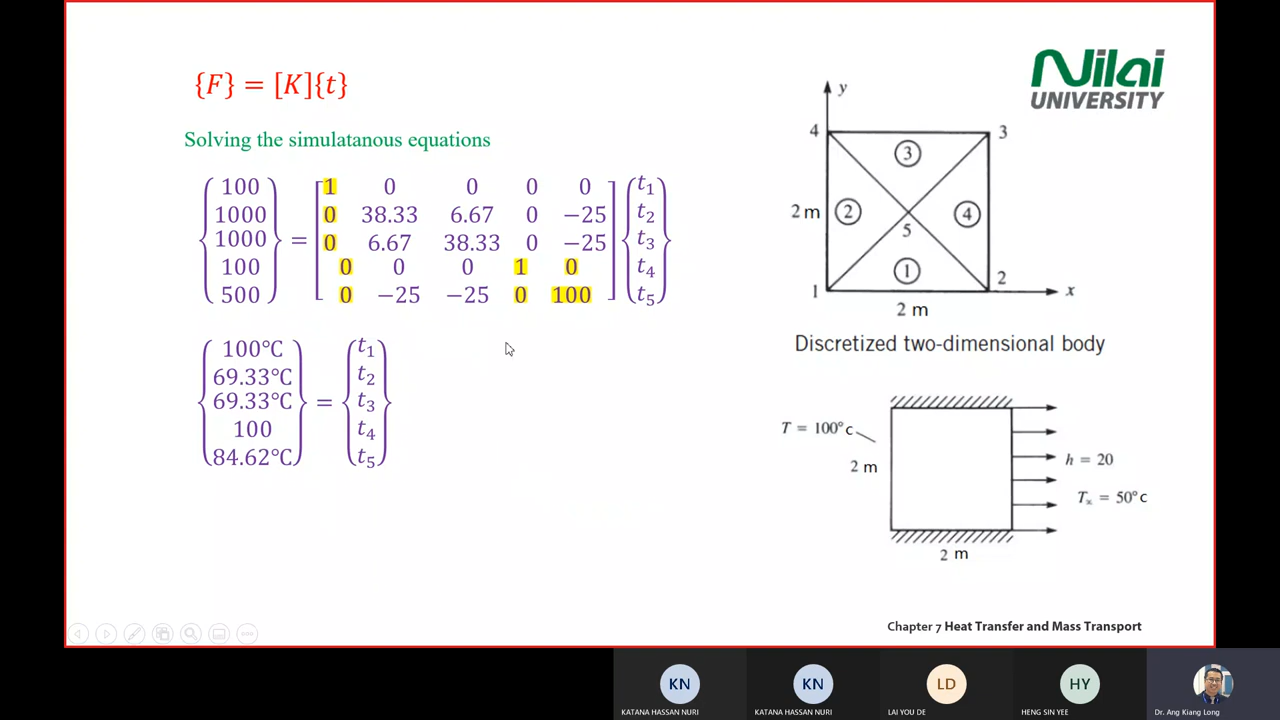 {F} = [K]{t}
Nilai
UNIVERSITY
Solving the simulatanous equations
100 1 0 0 0 0 t1
1000 0 38.33 6.67 0 −25 t2
1000 = 0 6.67 38.33 0 −25 t3
100 0 0 0 1 0 t4
500 0 −25 −25 0 100 t5
100℃ t1
69.33℃ t2
69.33℃ = t3
100 t4
84.62℃ t5
y
4 3
3
2 m 2 4
5
1
1 2 x
2 m
Discretized two-dimensional body
T = 100°c
2 m
h = 20
T∞ = 50°c
2 m
Chapter 7 Heat Transfer and Mass Transport
KN KN LD HY
KATANA HASSAN NURI KATANA HASSAN NURI LAI YOU DE HENG SIN YEE Dr. Ang Kiang Long